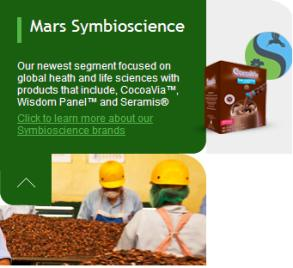 Mars Symbioscience
Our newest segment focused on
global heath and life sciences with
products that include, CocoaVia™,
Wisdom Panel™ and Seramis®
Click to learn more about our
Symbioscience brands
CocoaVia